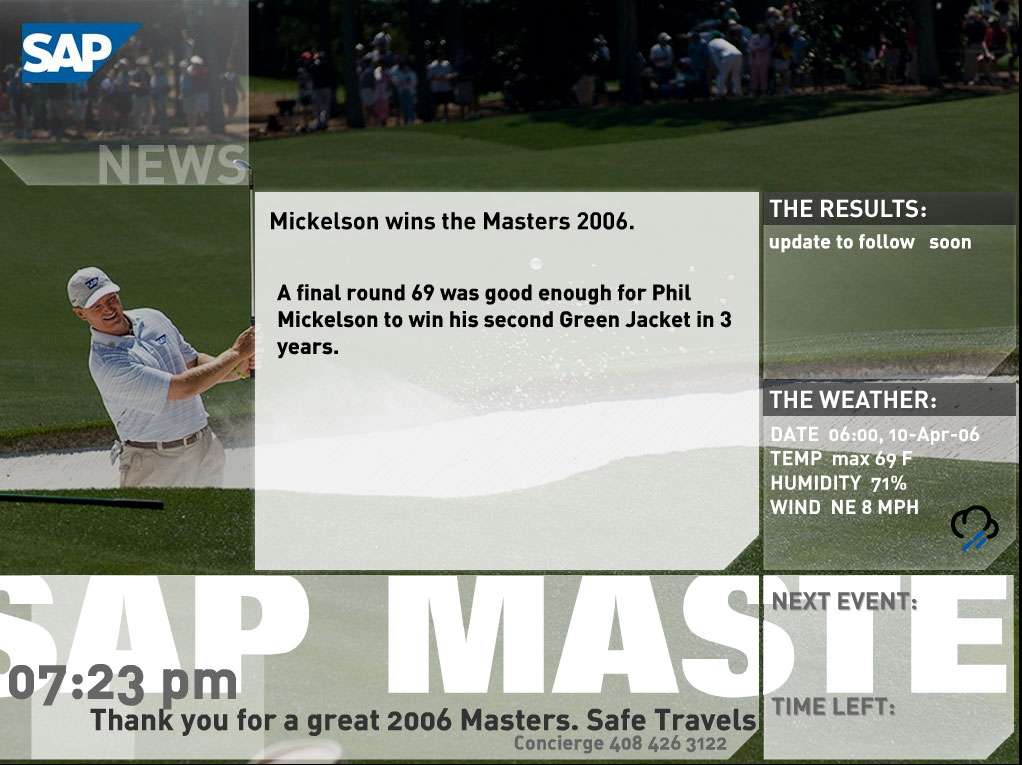 SAP
NEWS
Mickelson wins the Masters 2006.
A final round 69 was good enough for Phil
Mickelson to win his second Green Jacket in 3
years.
THE RESULTS:
update to follow soon
THE WEATHER:
DATE 06:00, 10-Apr-06
TEMP max 69 F
HUMIDITY 71%
WIND NE 8 MPH
SAP MASTE
07:23 pm
Thank you for a great 2006 Masters. Safe Travels
Concierge 408 426 3122
NEXT EVENT:
TIME LEFT: